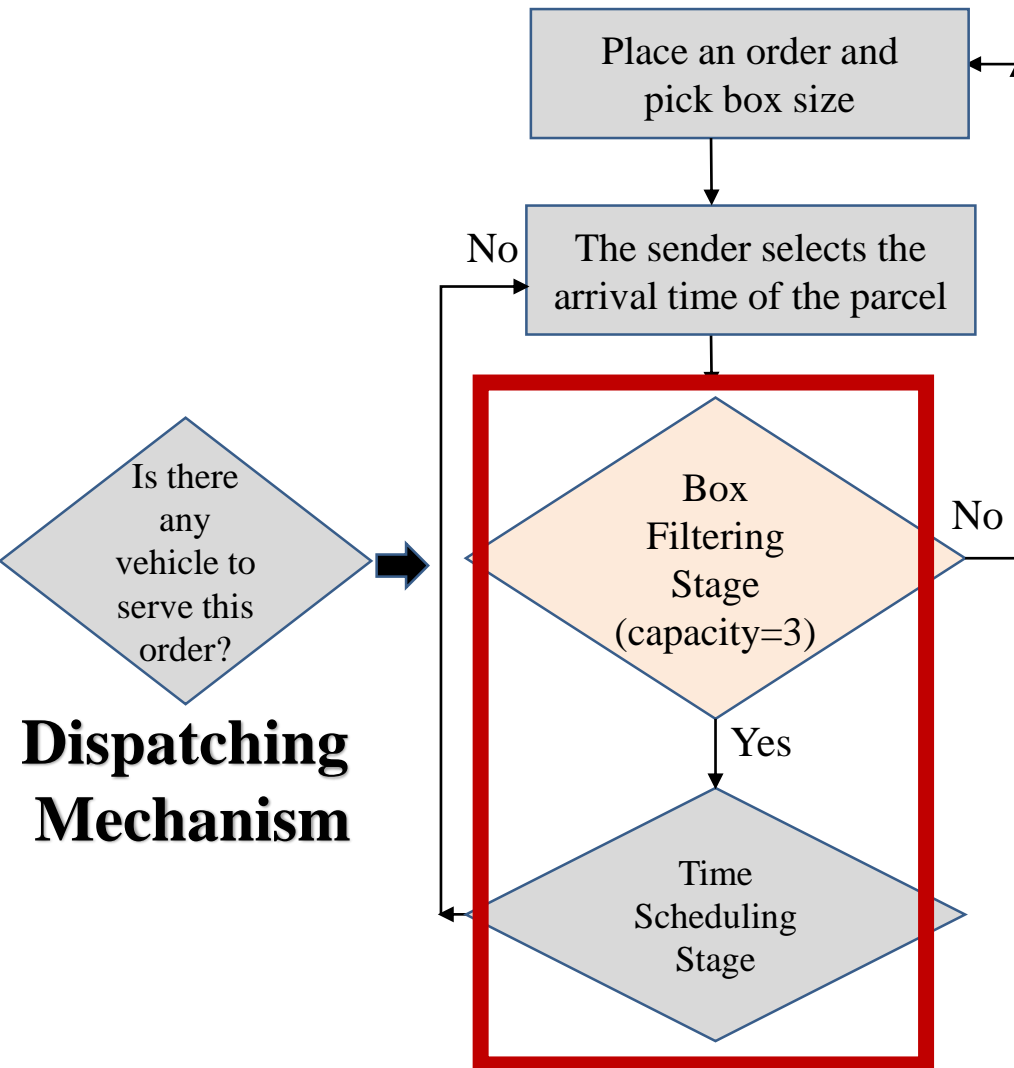 Place an order and
pick box size
No
The sender selects the
arrival time of the parcel
Is there
any
vehicle to
serve this
order?
Box
Filtering
Stage
(capacity=3)
No
Yes
Dispatching
Mechanism
Time
Scheduling
Stage